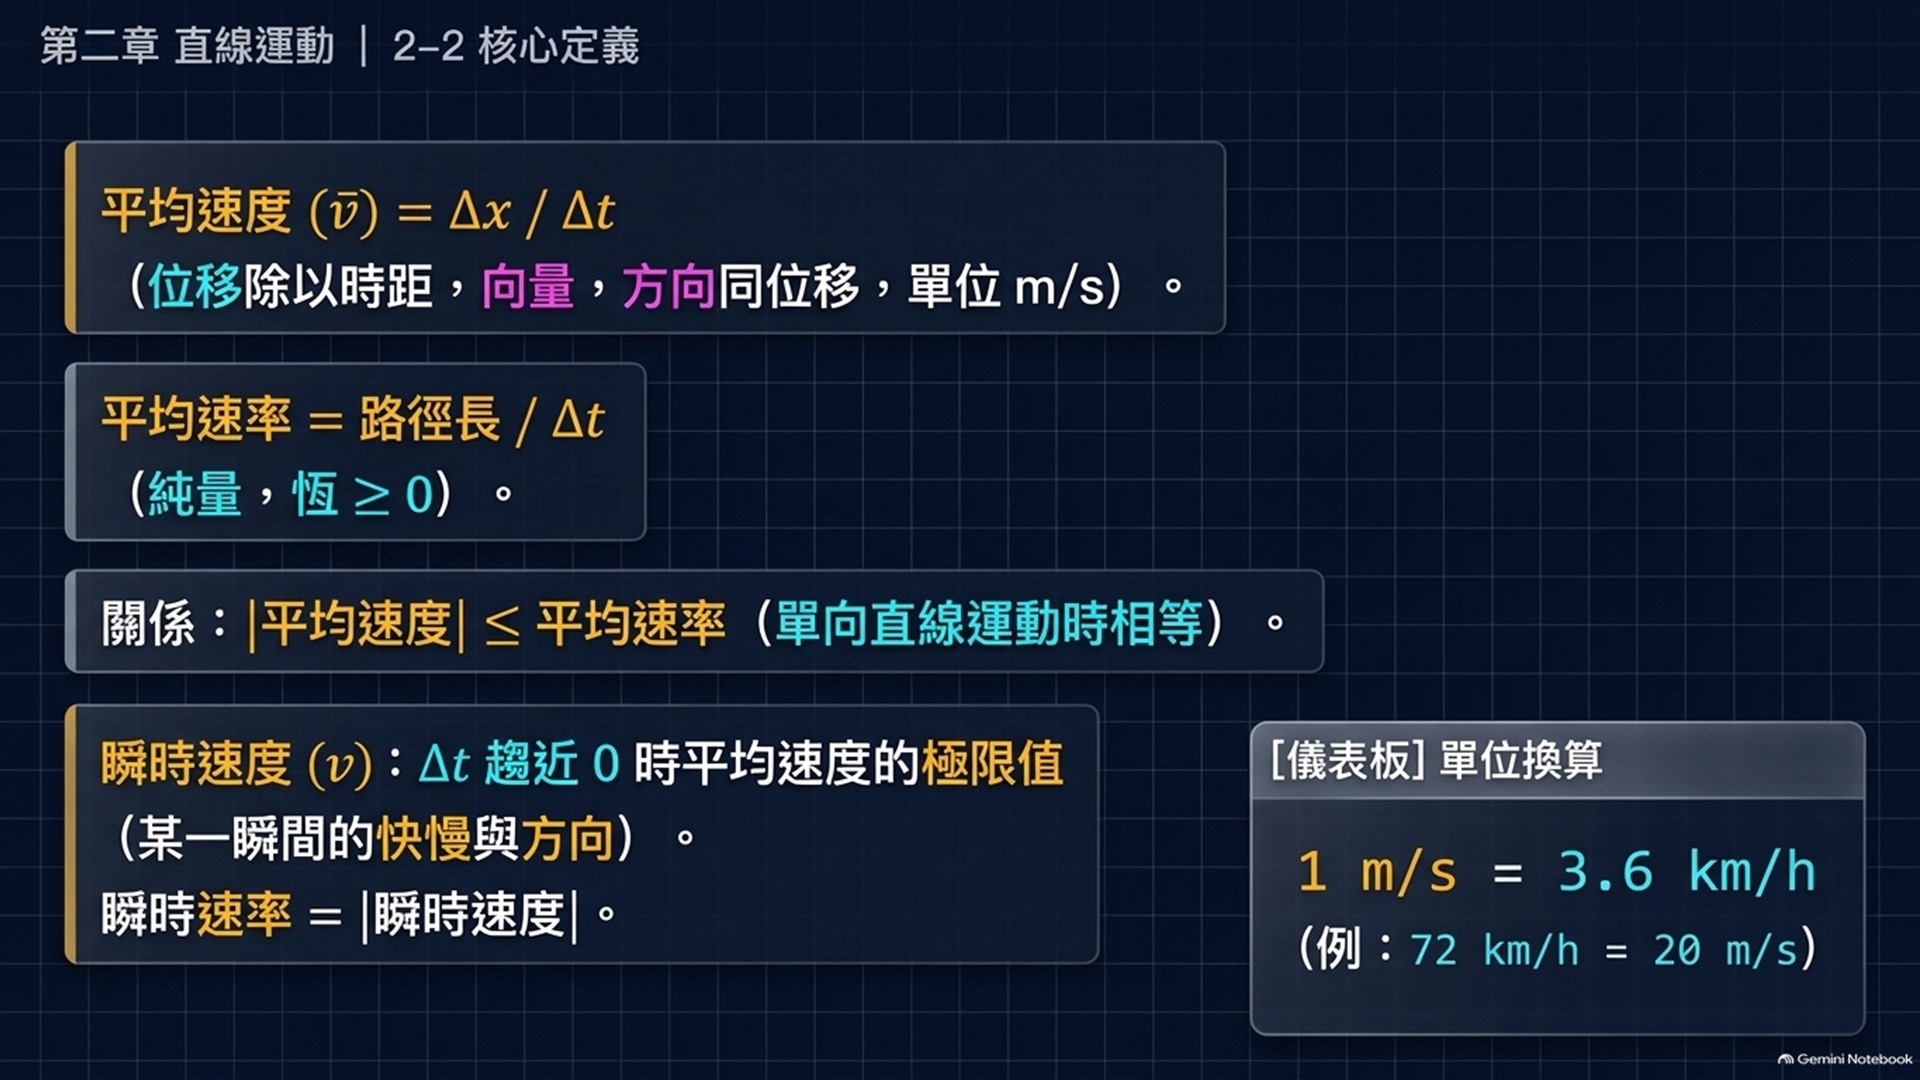 第二章 直線運動 | 2-2 核心定義
平均速度 (v̄) = Δx / Δt
（位移除以時距，向量，方向同位移，單位 m/s）。
平均速率 = 路徑長 / Δt
（純量，恆 ≥ 0）。
關係：|平均速度| ≤ 平均速率（單向直線運動時相等）。
瞬時速度 (v)：Δt 趨近 0 時平均速度的極限值
（某一瞬間的快慢與方向）。
瞬時速率 = |瞬時速度|。
[儀表板] 單位換算
1 m/s = 3.6 km/h
(例：72 km/h = 20 m/s)
Gemini Notebook